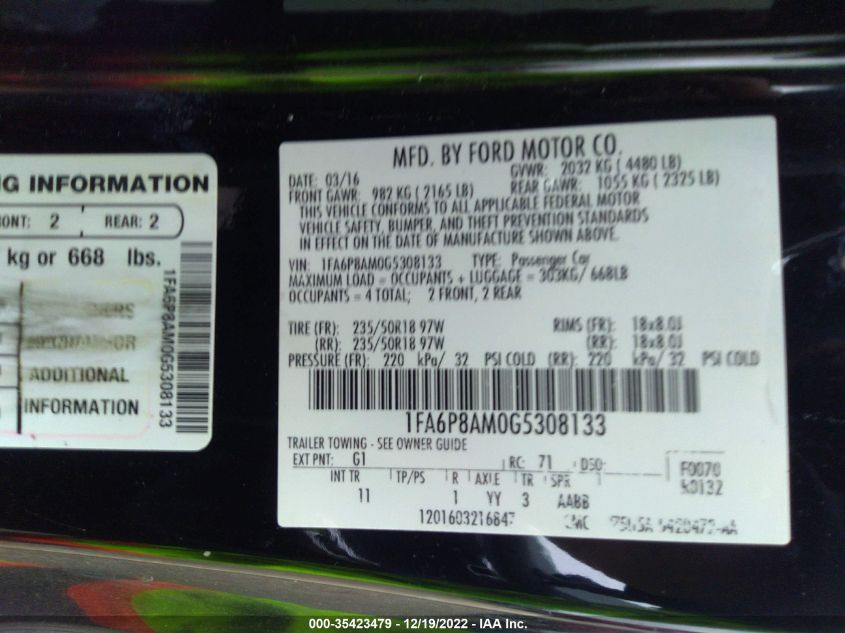 NG INFORMATION
RONT: 2 REAR: 2
kg or 668 lbs.
ADDITIONAL
INFORMATION
1FA6P8AM0G5308133
MFD. BY FORD MOTOR CO.
DATE: 03/16 GVWR: 2032 KG ( 4480 LB)
FRONT GAWR: 982 KG ( 2165 LB) REAR GAWR: 1055 KG ( 2325 LB)
THIS VEHICLE CONFORMS TO ALL APPLICABLE FEDERAL MOTOR
VEHICLE SAFETY, BUMPER, AND THEFT PREVENTION STANDARDS
IN EFFECT ON THE DATE OF MANUFACTURE SHOWN ABOVE.
VIN: 1FA6P8AM0G5308133 TYPE: Passenger Car
MAXIMUM LOAD = OCCUPANTS + LUGGAGE = 303KG/ 668LB
OCCUPANTS = 4 TOTAL; 2 FRONT, 2 REAR
TIRE (FR): 235/50R18 97W RIMS (FR): 18x8.0J
(RR): 235/50R18 97W (RR): 18x8.0J
PRESSURE (FR): 220 kPa/ 32 PSI COLD (RR): 220 kPa/ 32 PSI COLD
1FA6P8AM0G5308133
TRAILER TOWING - SEE OWNER GUIDE
EXT PNT: G1 RC: 71 DSO: F0070
INT TR TP/PS R AXLE TR SPR
11 1 YY 3 AABB
1201603216847
000-35423479 - 12/19/2022 - IAA Inc.